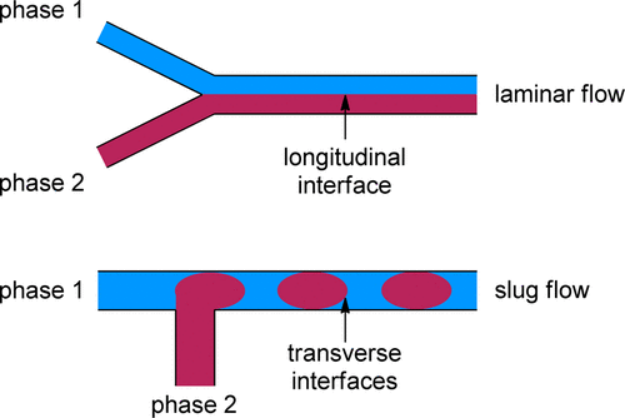 phase 1
laminar flow
longitudinal
interface
phase 2
phase 1
slug flow
transverse
interfaces
phase 2